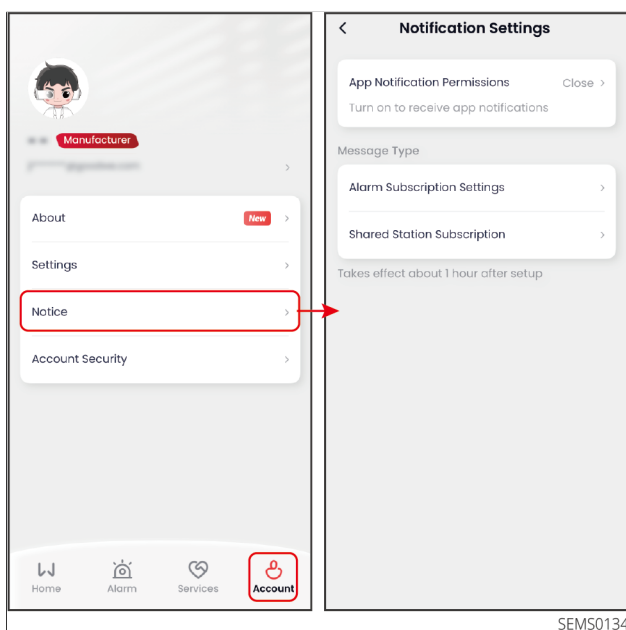 Manufacturer
About
New
Settings
Notice
Account Security
Home
Alarm
Services
Account
Notification Settings
App Notification Permissions
Close
Turn on to receive app notifications
Message Type
Alarm Subscription Settings
Shared Station Subscription
Takes effect about 1 hour after setup
SEMS0134